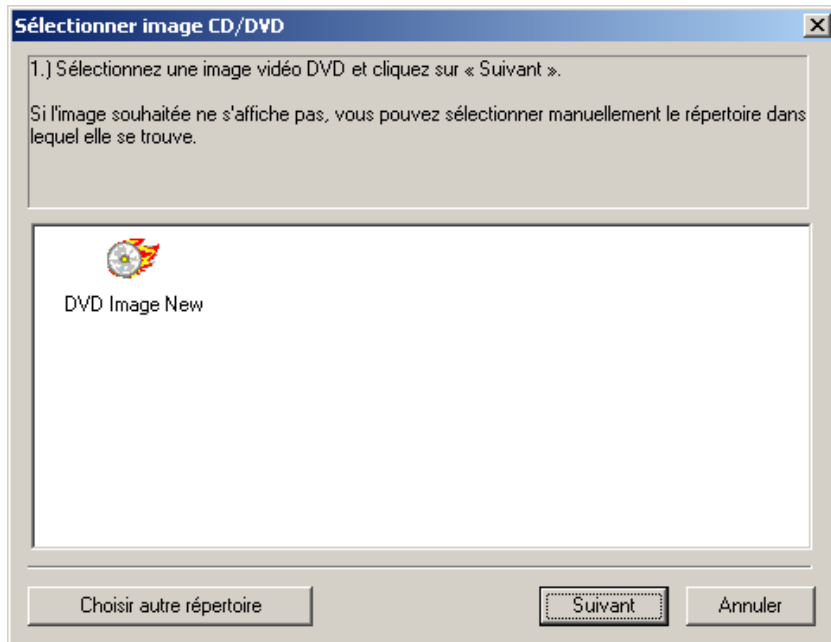 Sélectionner image CD/DVD
1.) Sélectionnez une image vidéo DVD et cliquez sur « Suivant ».
Si l'image souhaitée ne s'affiche pas, vous pouvez sélectionner manuellement le répertoire dans
lequel elle se trouve.
DVD Image New
Choisir autre répertoire
Suivant
Annuler